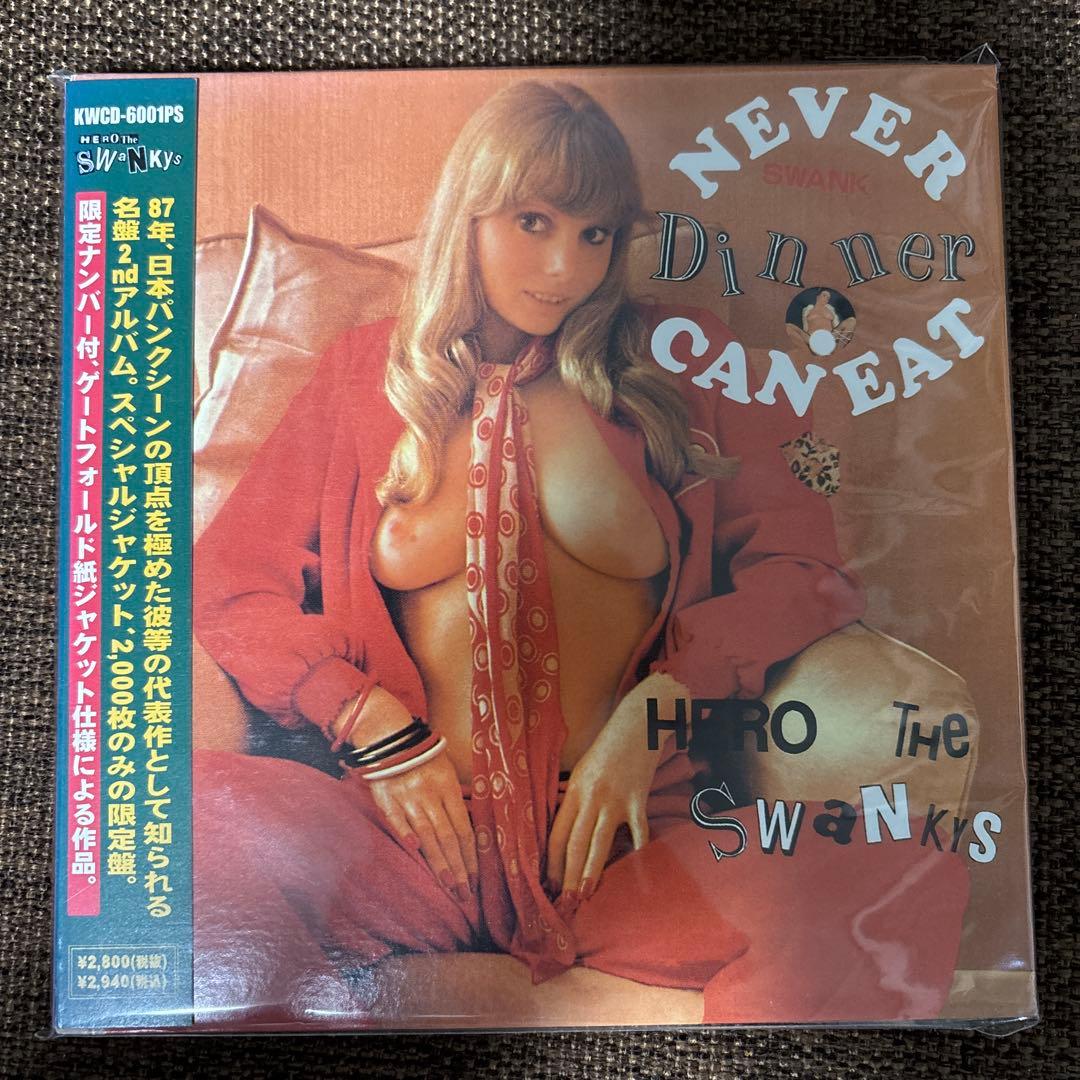 KWCD-6001PS
HERO The
SWaNKys
87年、日本パンクシーンの頂点を極めた彼等の代表作として知られる
名盤2ndアルバム。スペシャルジャケット、2,000枚のみの限定盤。
限定ナンバー付、ゲートフォールド紙ジャケット仕様による作品。
¥2,800(税抜)
¥2,940(税込)
NEVER
SWANK
Dinner
CAN EAT
HERO THe
SWaNKyS